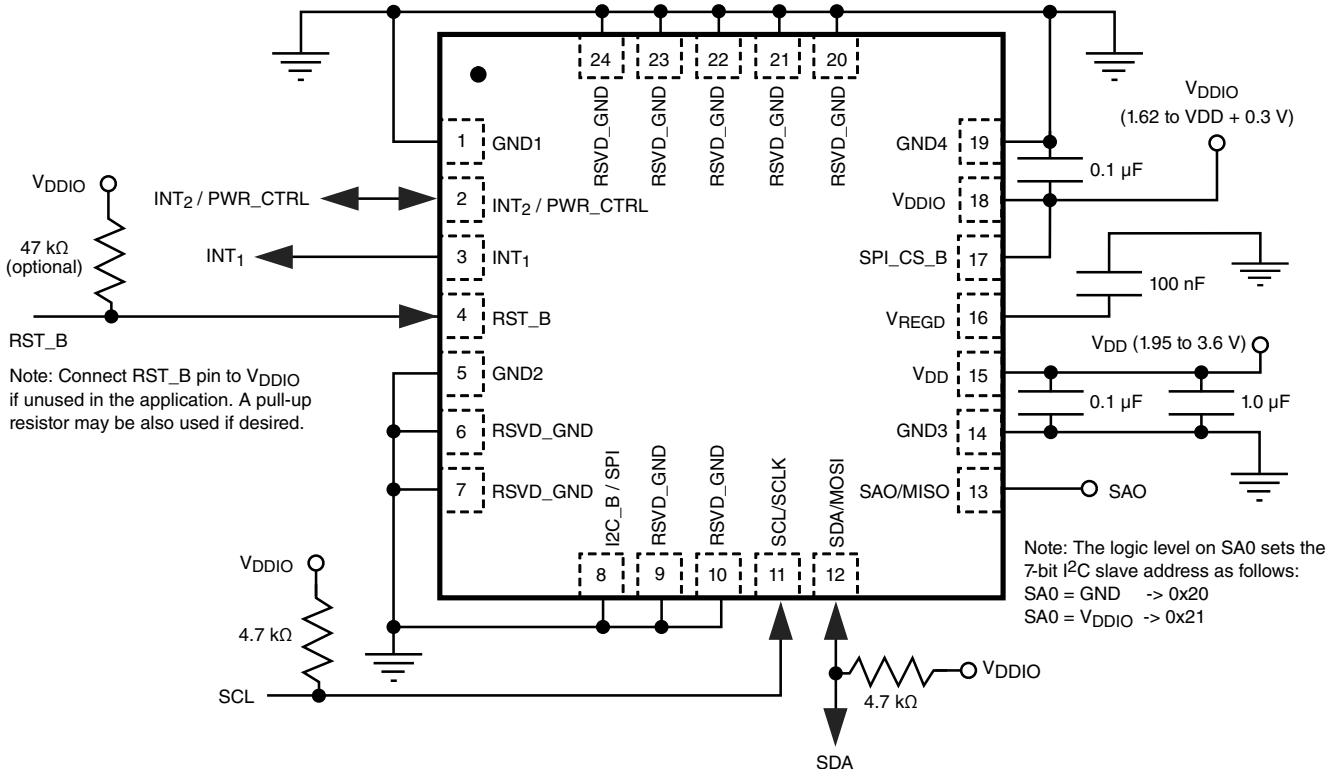 24
23
22
21
20
RSVD_GND
RSVD_GND
RSVD_GND
RSVD_GND
RSVD_GND
VDDIO
(1.62 to VDD + 0.3 V)
1
GND1
GND4
19
0.1 µF
VDDIO
47 kΩ
(optional)
INT2 / PWR_CTRL
2
INT2 / PWR_CTRL
VDDIO
18
INT1
3
INT1
SPI_CS_B
17
100 nF
4
RST_B
VREGD
16
RST_B
Note: Connect RST_B pin to VDDIO
if unused in the application. A pull-up
resistor may be also used if desired.
VDD (1.95 to 3.6 V)
5
GND2
VDD
15
0.1 µF
1.0 µF
6
RSVD_GND
GND3
14
7
RSVD_GND
SAO/MISO
13
SAO
I2C_B / SPI
RSVD_GND
RSVD_GND
SCL/SCLK
SDA/MOSI
8
9
10
11
12
Note: The logic level on SA0 sets the
7-bit I2C slave address as follows:
SA0 = GND -> 0x20
SA0 = VDDIO -> 0x21
VDDIO
4.7 kΩ
SCL
VDDIO
4.7 kΩ
SDA